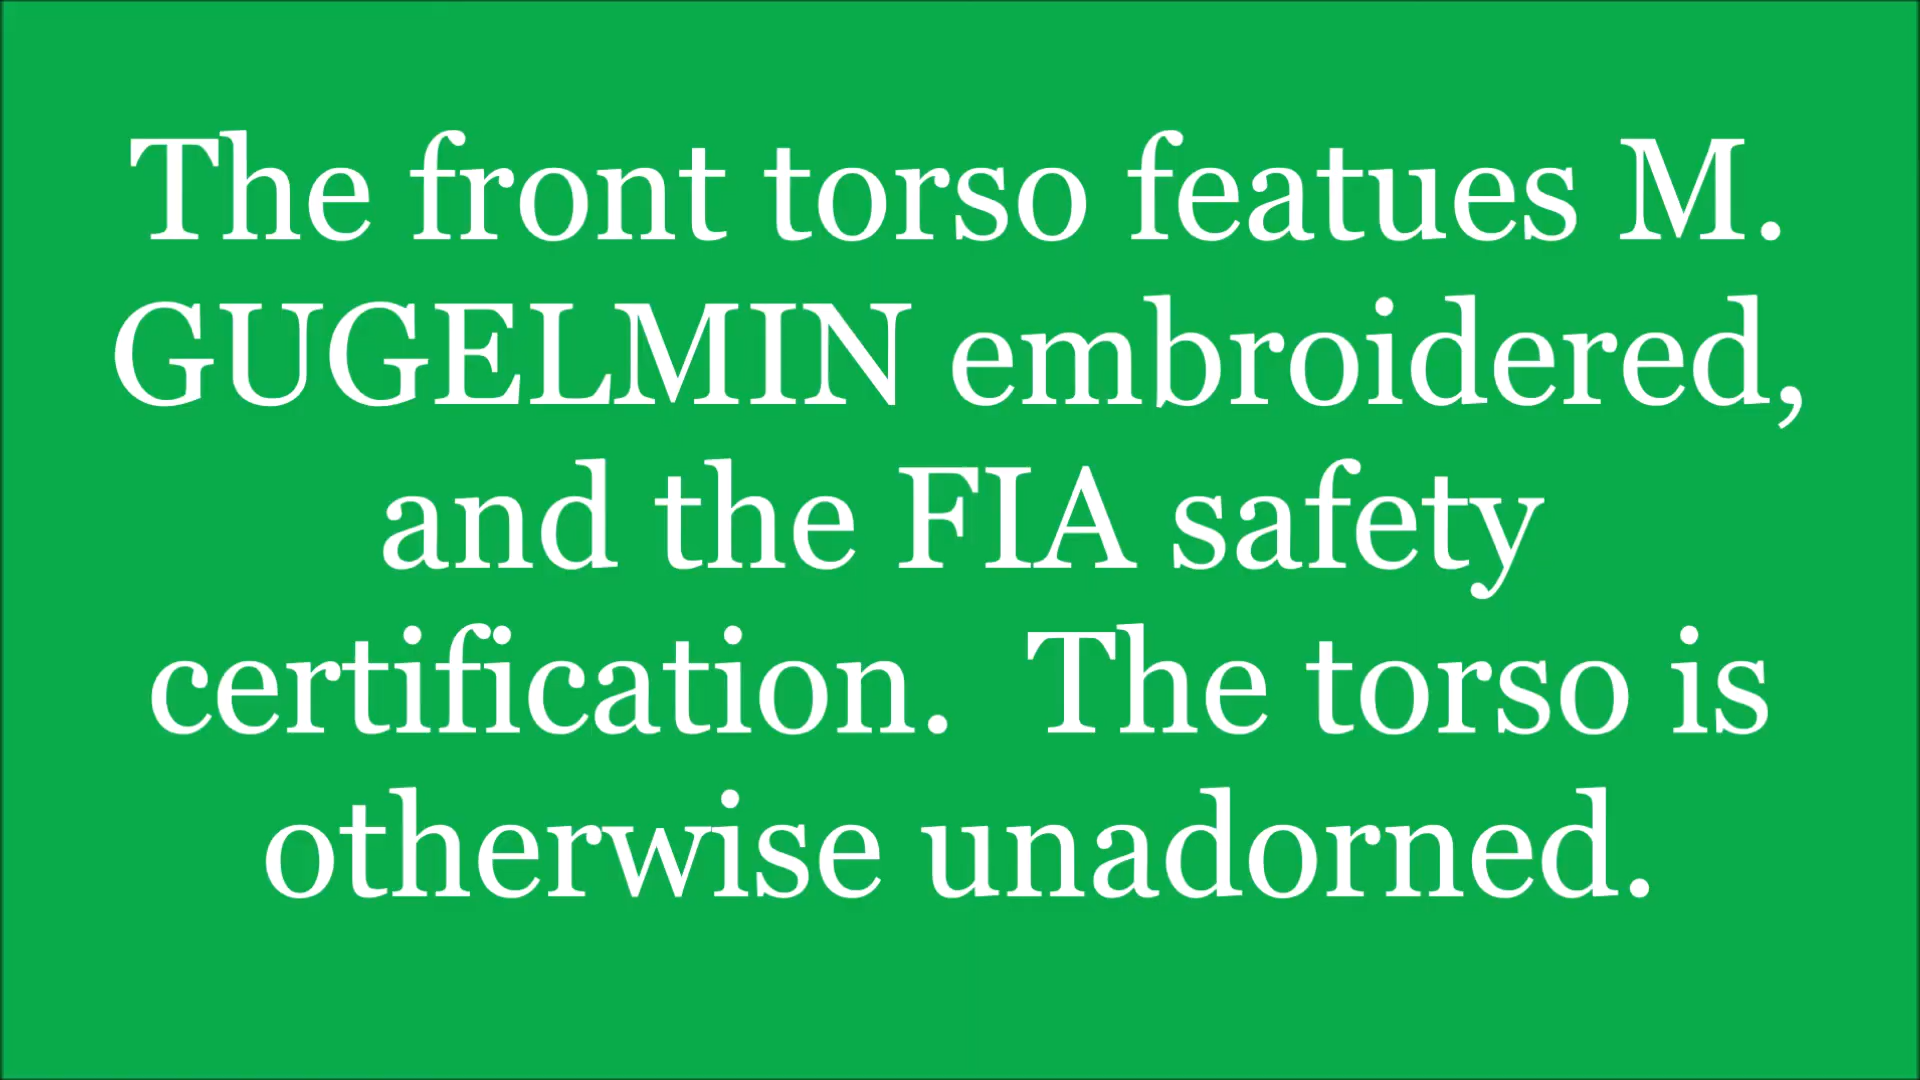 The front torso featues M.
GUGELMIN embroidered,
and the FIA safety
certification.  The torso is
otherwise unadorned.